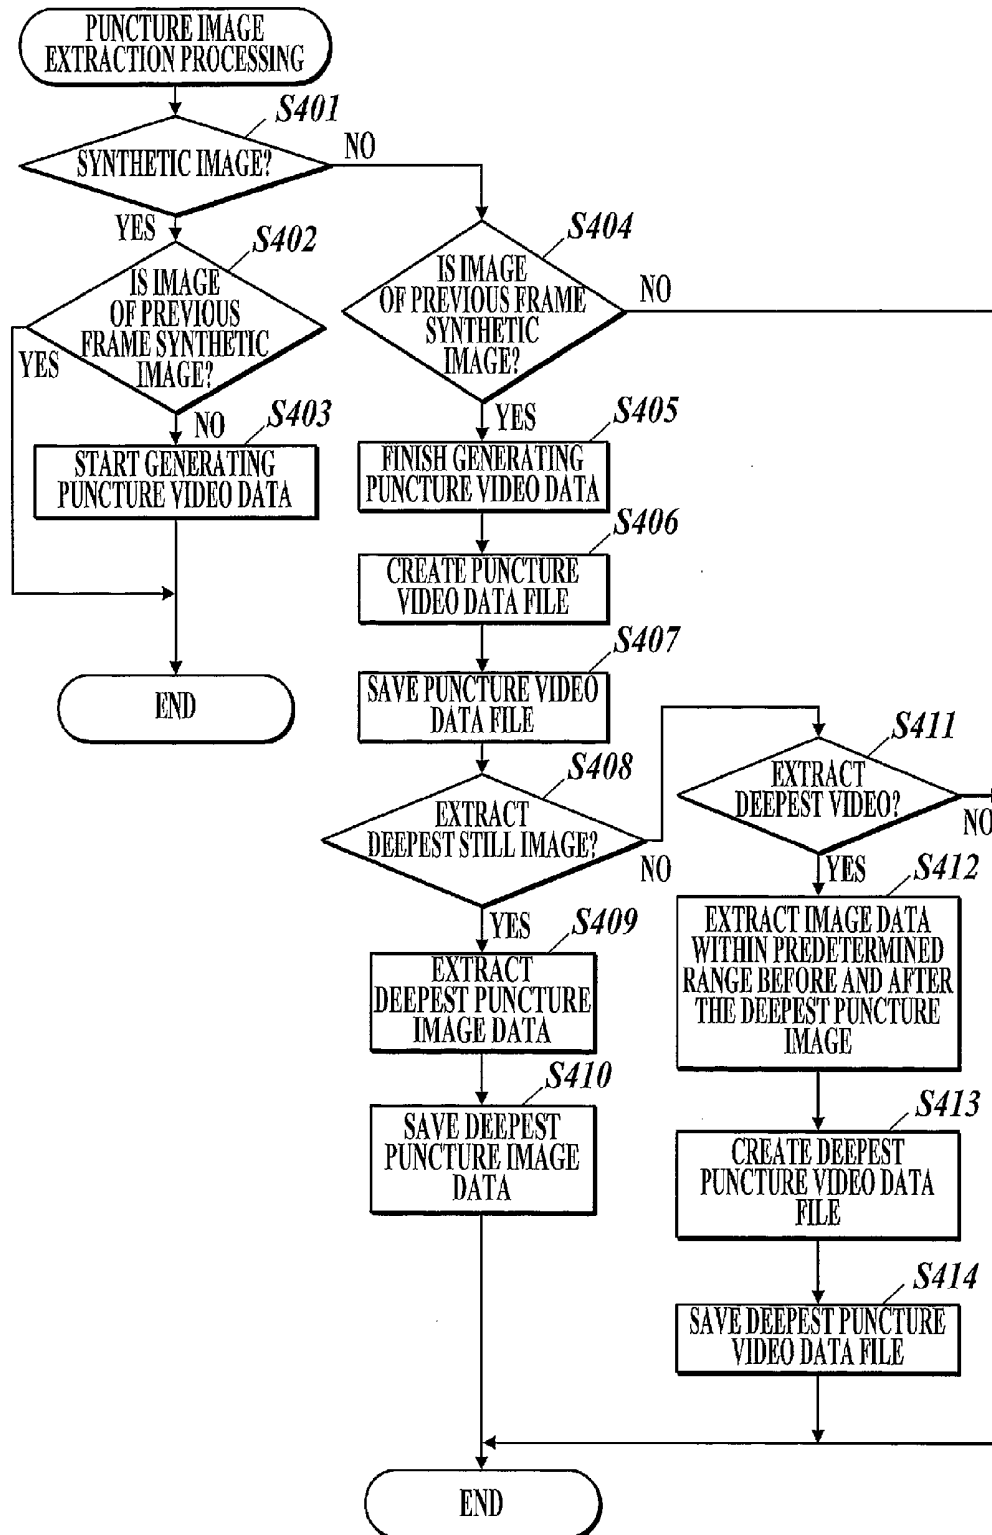 PUNCTURE IMAGE
EXTRACTION PROCESSING
S401
SYNTHETIC IMAGE?
NO
YES
S402
IS IMAGE
OF PREVIOUS
FRAME SYNTHETIC
IMAGE?
YES
NO
S403
START GENERATING
PUNCTURE VIDEO DATA
END
S404
IS IMAGE
OF PREVIOUS FRAME
SYNTHETIC
IMAGE?
NO
YES
S405
FINISH GENERATING
PUNCTURE VIDEO DATA
S406
CREATE PUNCTURE
VIDEO DATA FILE
S407
SAVE PUNCTURE VIDEO
DATA FILE
S408
EXTRACT
DEEPEST STILL IMAGE?
NO
YES
S409
EXTRACT
DEEPEST PUNCTURE
IMAGE DATA
S410
SAVE DEEPEST
PUNCTURE IMAGE
DATA
S411
EXTRACT
DEEPEST VIDEO?
NO
YES
S412
EXTRACT IMAGE DATA
WITHIN PREDETERMINED
RANGE BEFORE AND AFTER
THE DEEPEST PUNCTURE
IMAGE
S413
CREATE DEEPEST
PUNCTURE VIDEO DATA
FILE
S414
SAVE DEEPEST PUNCTURE
VIDEO DATA FILE
END